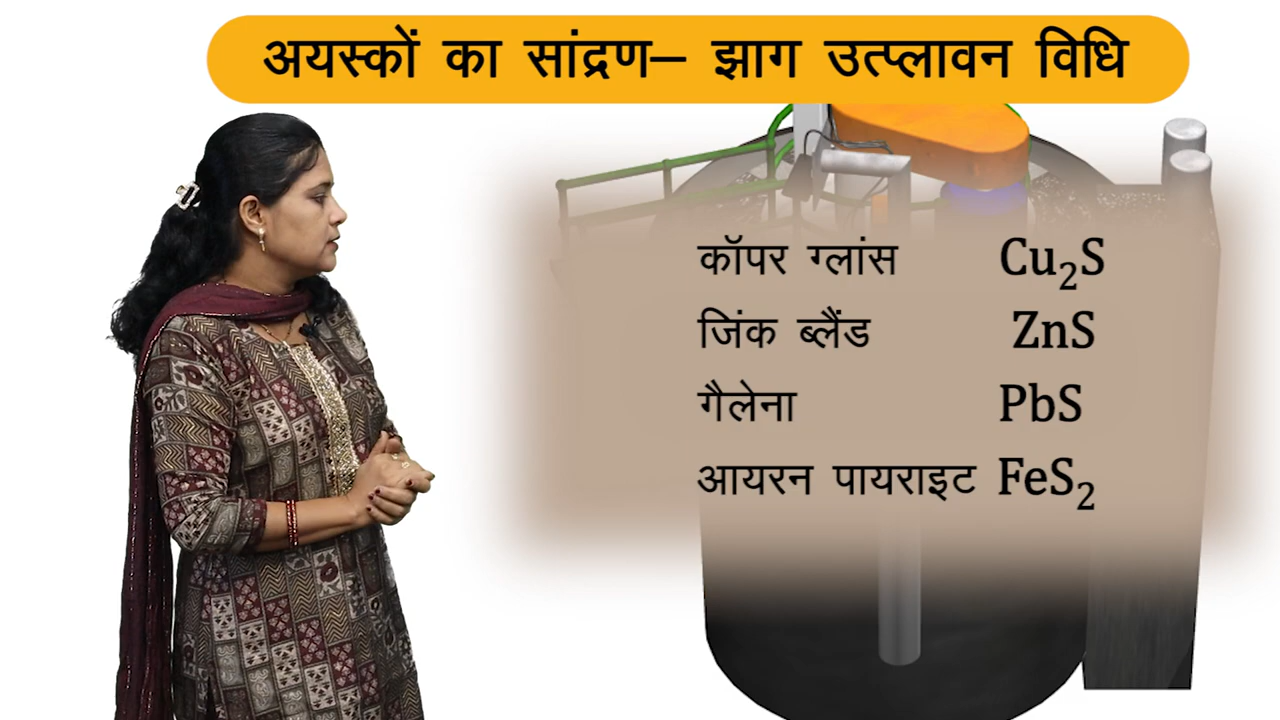 अयस्कों का सांद्रण– झाग उत्प्लावन विधि
कॉपर ग्लांस Cu₂S
जिंक ब्लैंड ZnS
गैलेना PbS
आयरन पायराइट FeS₂